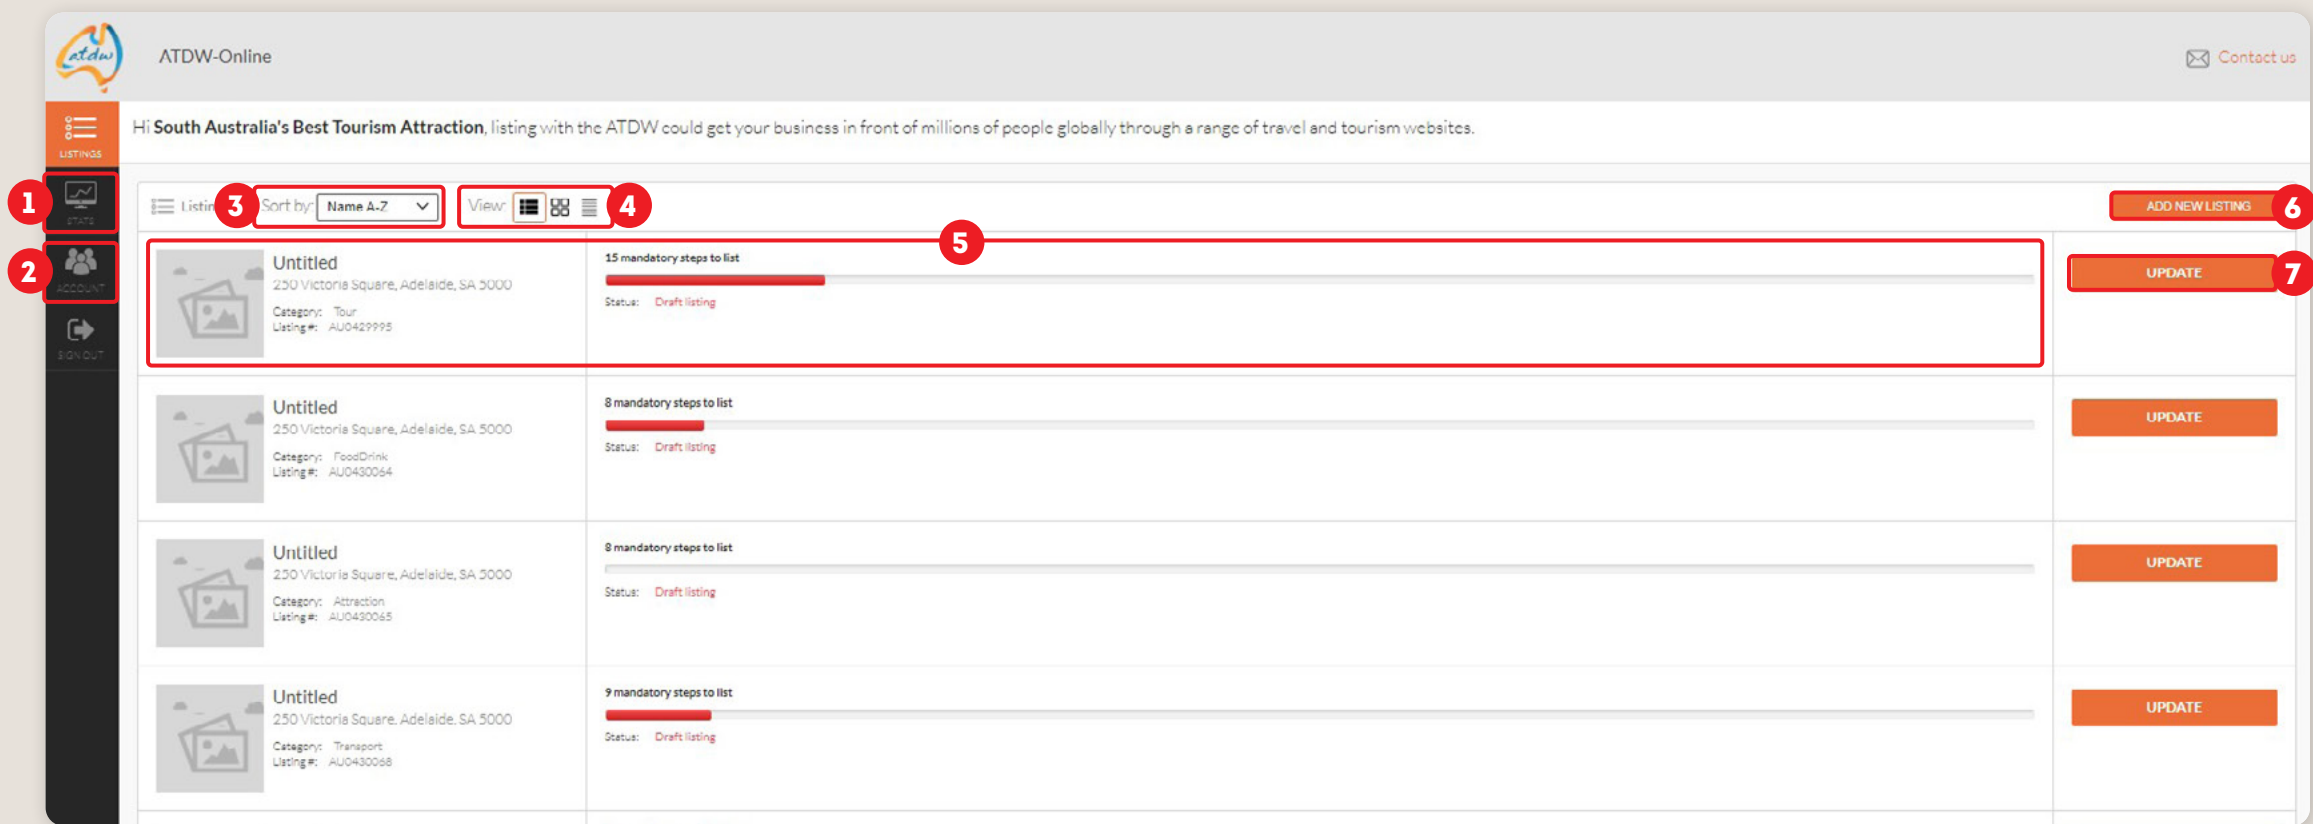 atdw
ATDW-Online
Contact us
LISTINGS
Hi South Australia's Best Tourism Attraction, listing with the ATDW could get your business in front of millions of people globally through a range of travel and tourism websites.
1
STATS
2
ACCOUNT
SIGN OUT
Listin
3
Sort by: Name A-Z
View:
4
ADD NEW LISTING
6
5
Untitled
250 Victoria Square, Adelaide, SA 5000
Category: Tour
Listing #: AU0429995
15 mandatory steps to list
Status: Draft listing
UPDATE
7
Untitled
250 Victoria Square, Adelaide, SA 5000
Category: FoodDrink
Listing #: AU0430064
8 mandatory steps to list
Status: Draft listing
UPDATE
Untitled
250 Victoria Square, Adelaide, SA 5000
Category: Attraction
Listing #: AU0430065
8 mandatory steps to list
Status: Draft listing
UPDATE
Untitled
250 Victoria Square, Adelaide, SA 5000
Category: Transport
Listing #: AU0430068
9 mandatory steps to list
Status: Draft listing
UPDATE